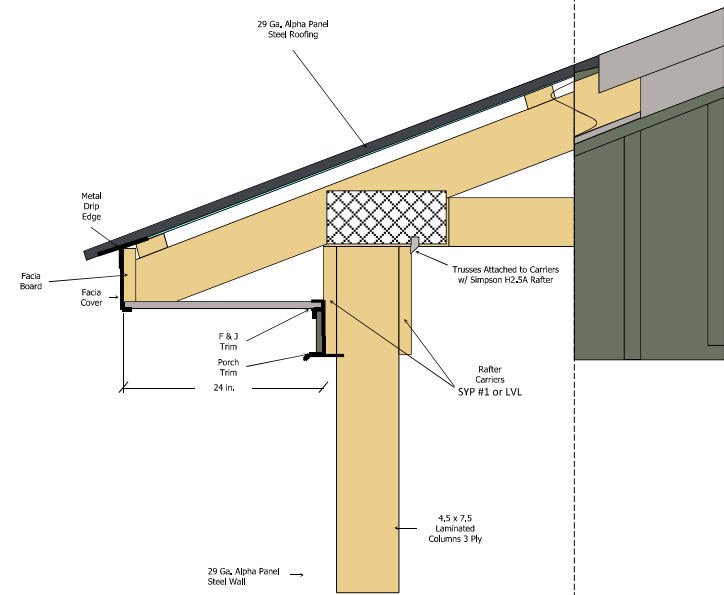 29 Ga. Alpha Panel
Steel Roofing
Metal
Drip
Edge
Facia
Board
Facia
Cover
Trusses Attached to Carriers
w/ Simpson H2.5A Rafter
F & J
Trim
Porch
Trim
24 in.
Rafter
Carriers
SYP #1 or LVL
4.5 x 7.5
Laminated
Columns 3 Ply
29 Ga. Alpha Panel
Steel Wall